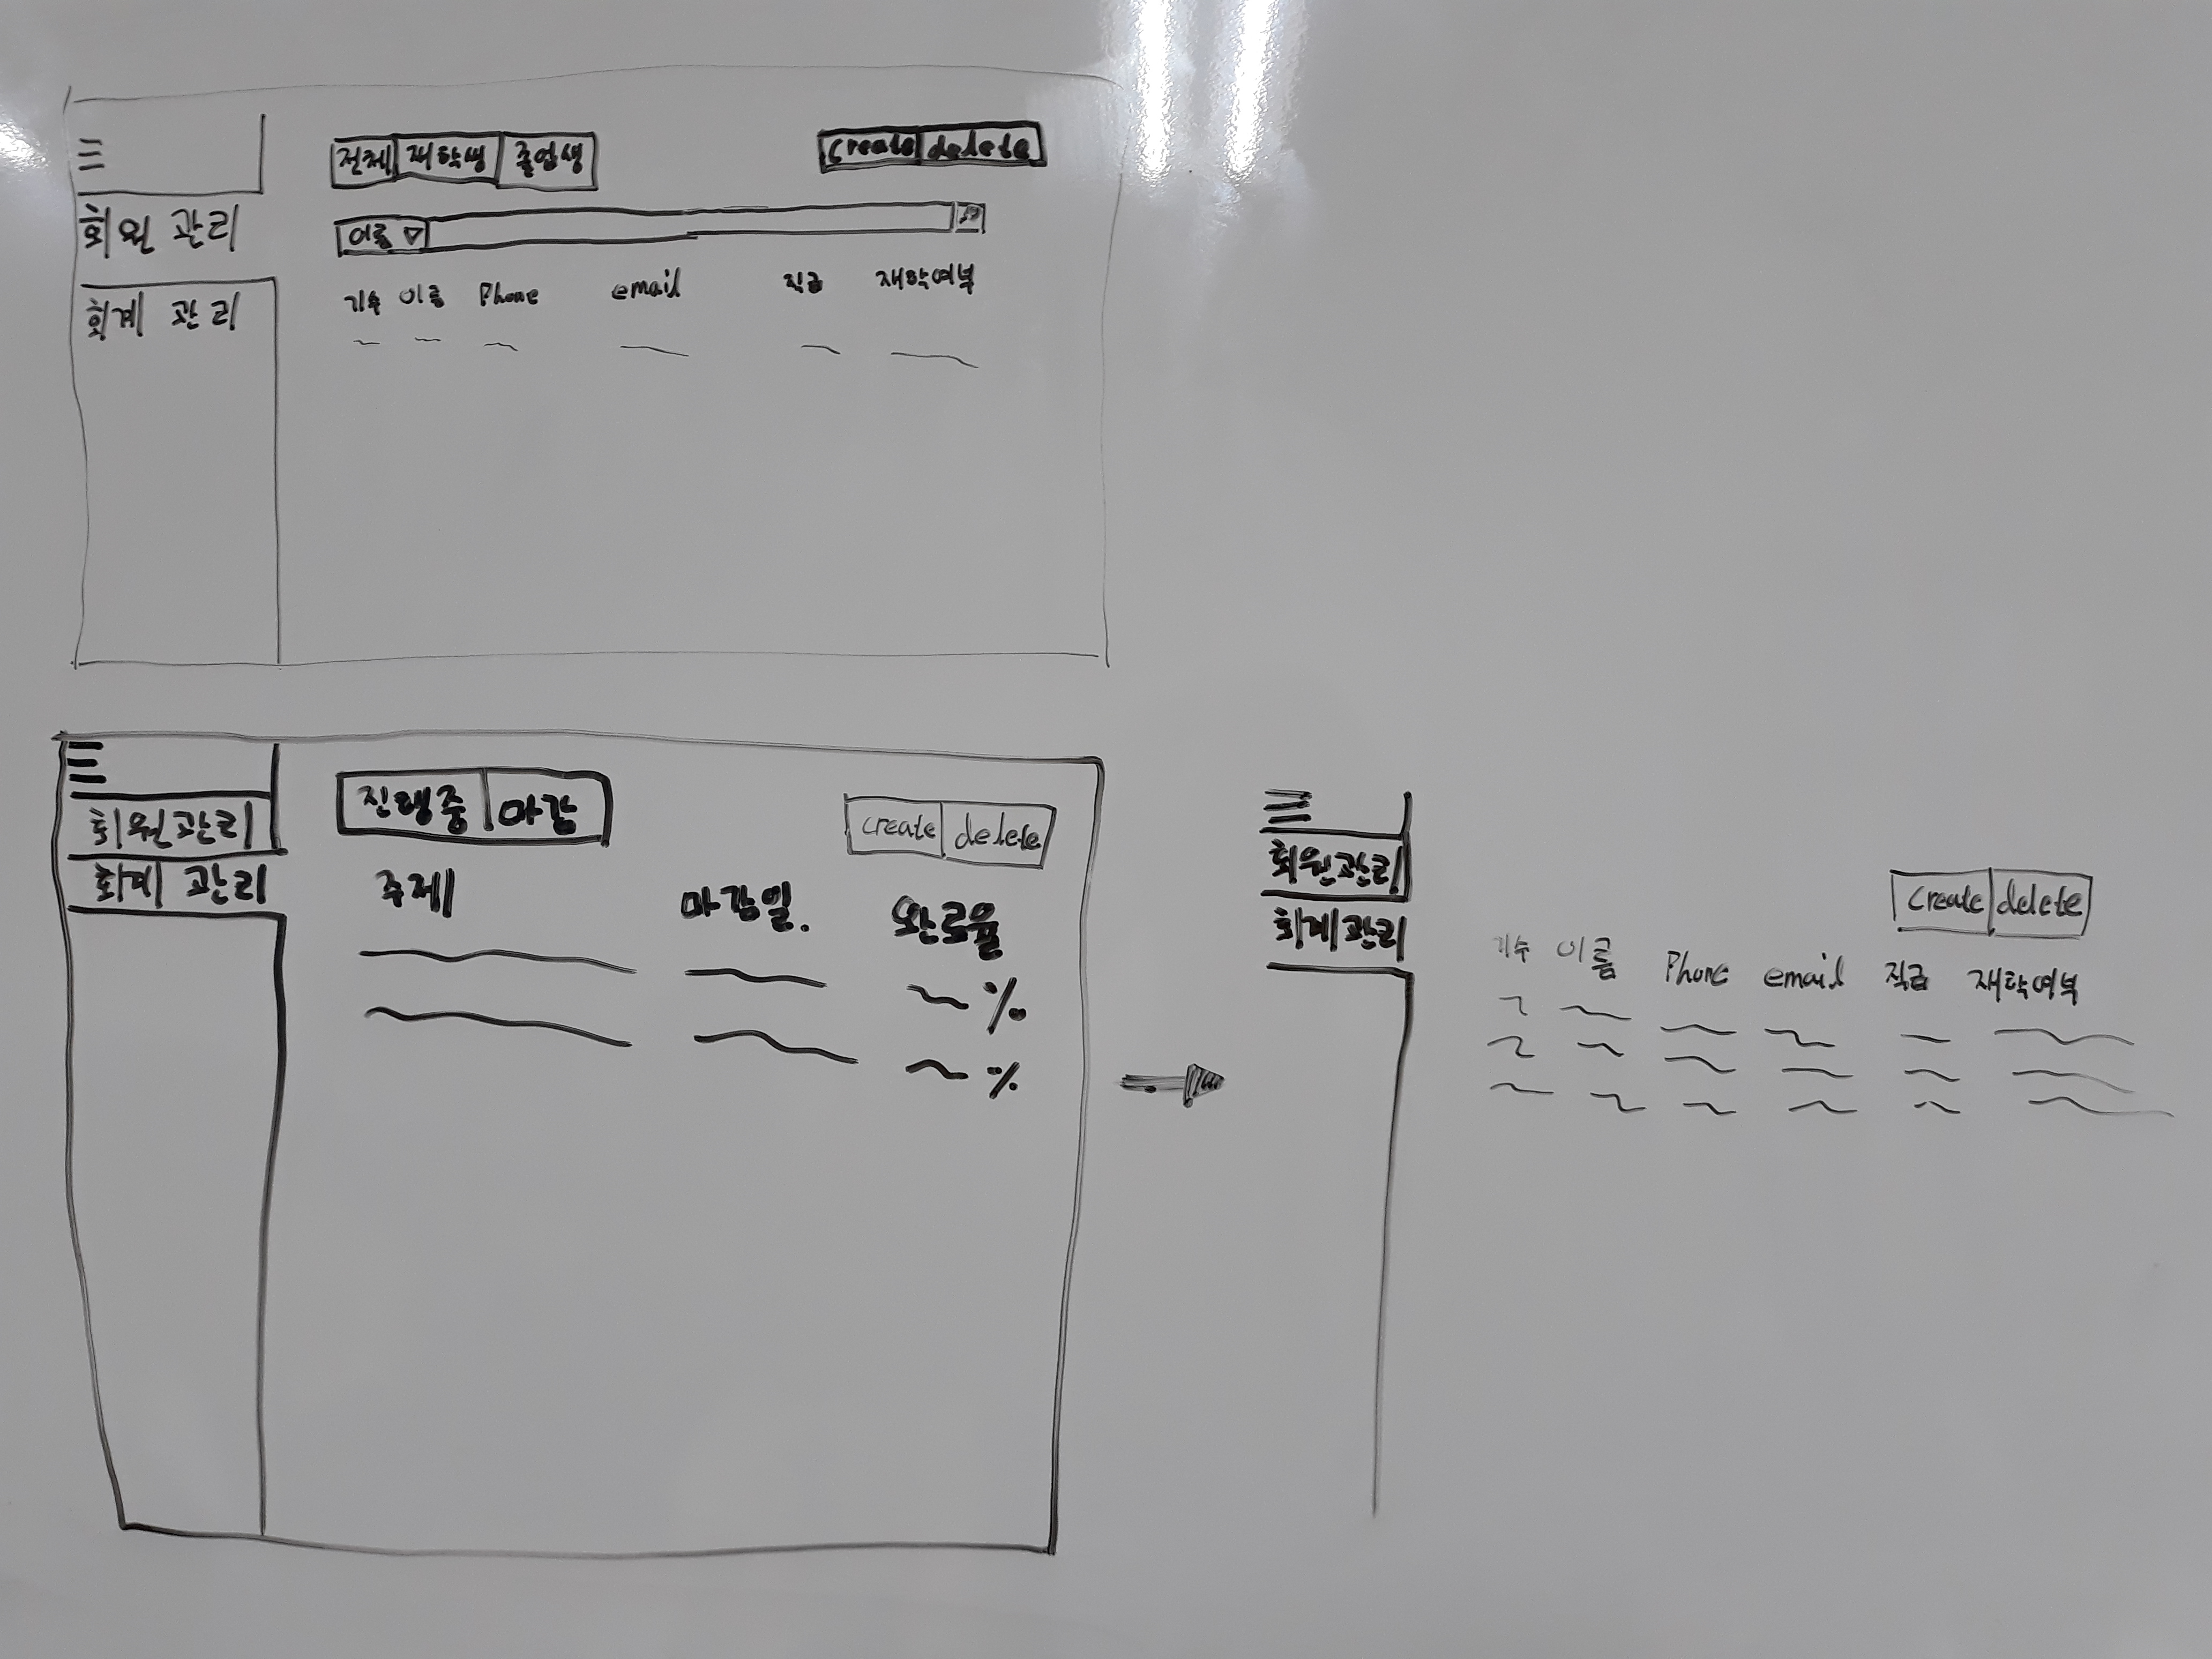 전체 재학생 졸업생 Create delete
회원 관리
이름
회계 관리
기수 이름 Phone email 직급 재학여부
진행중 마감 create delete
회원관리
회계 관리
주제 마감일. 완료율
%
%
회원관리
회계관리
Create delete
기수 이름 Phone email 직급 재학여부